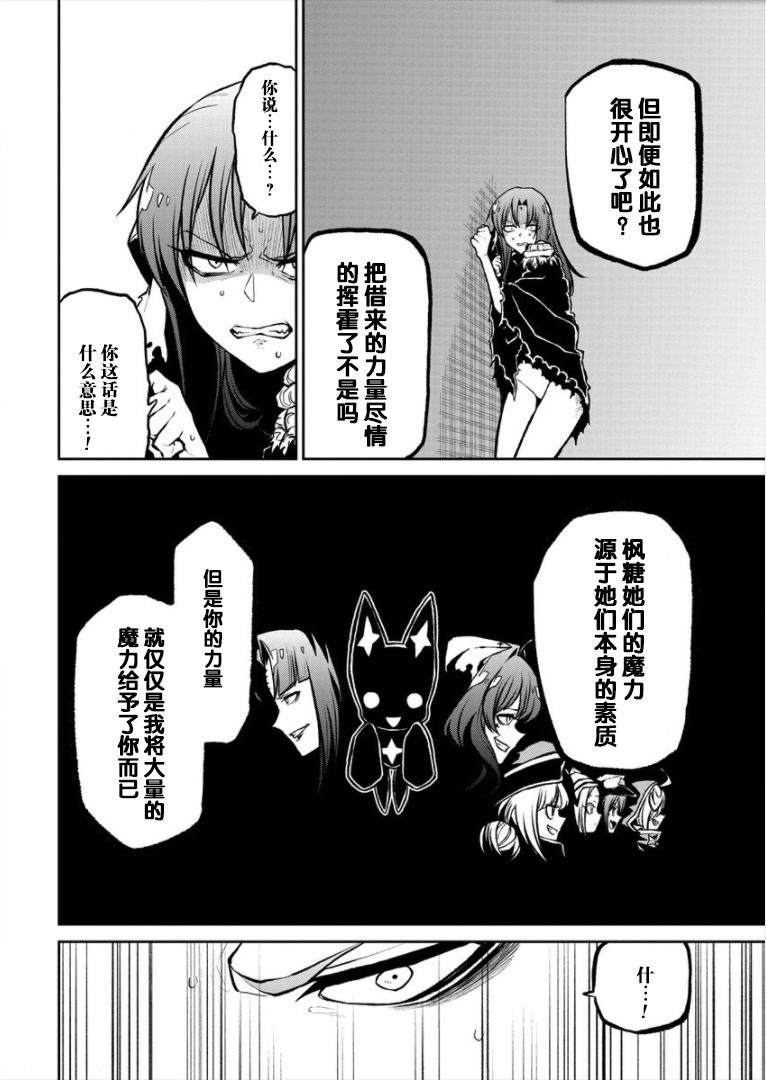 但即便如此也
很开心了吧？
把借来的力量尽情
的挥霍了不是吗
你说…什么…？
你这话是
什么意思…！
枫糖她们的魔力
源于她们本身的素质
但是你的力量
就仅仅是我将大量的
魔力给予了你而已
什…！